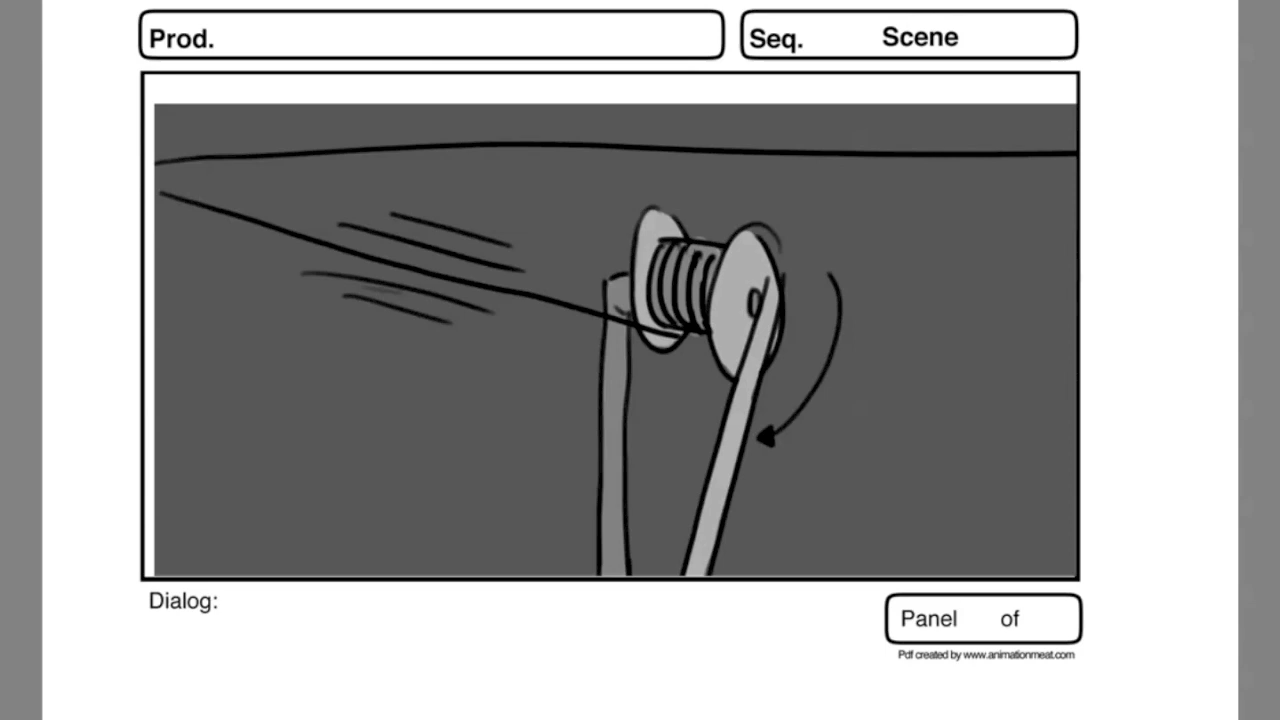 Prod.
Seq. Scene
Dialog:
Panel of
Pdf created by www.animationmeat.com